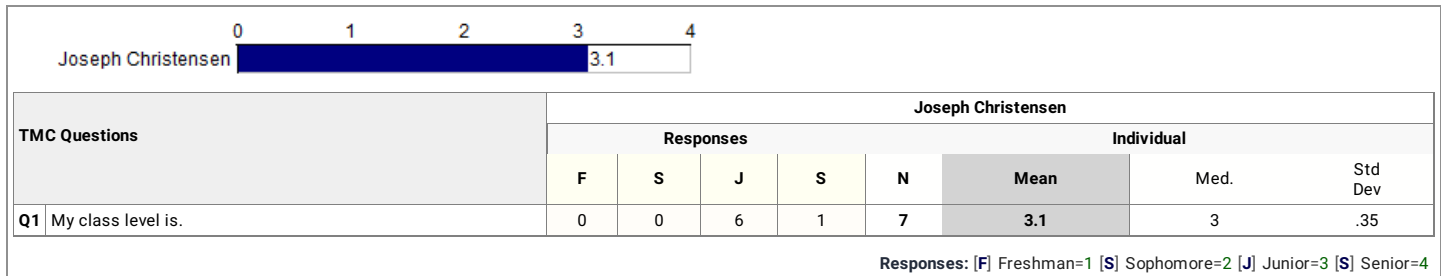 0 1 2 3 4
Joseph Christensen 3.1
Joseph Christensen
TMC Questions
Responses Individual
F S J S N Mean Med. Std Dev
Q1 My class level is. 0 0 6 1 7 3.1 3 .35
Responses: [F] Freshman=1 [S] Sophomore=2 [J] Junior=3 [S] Senior=4